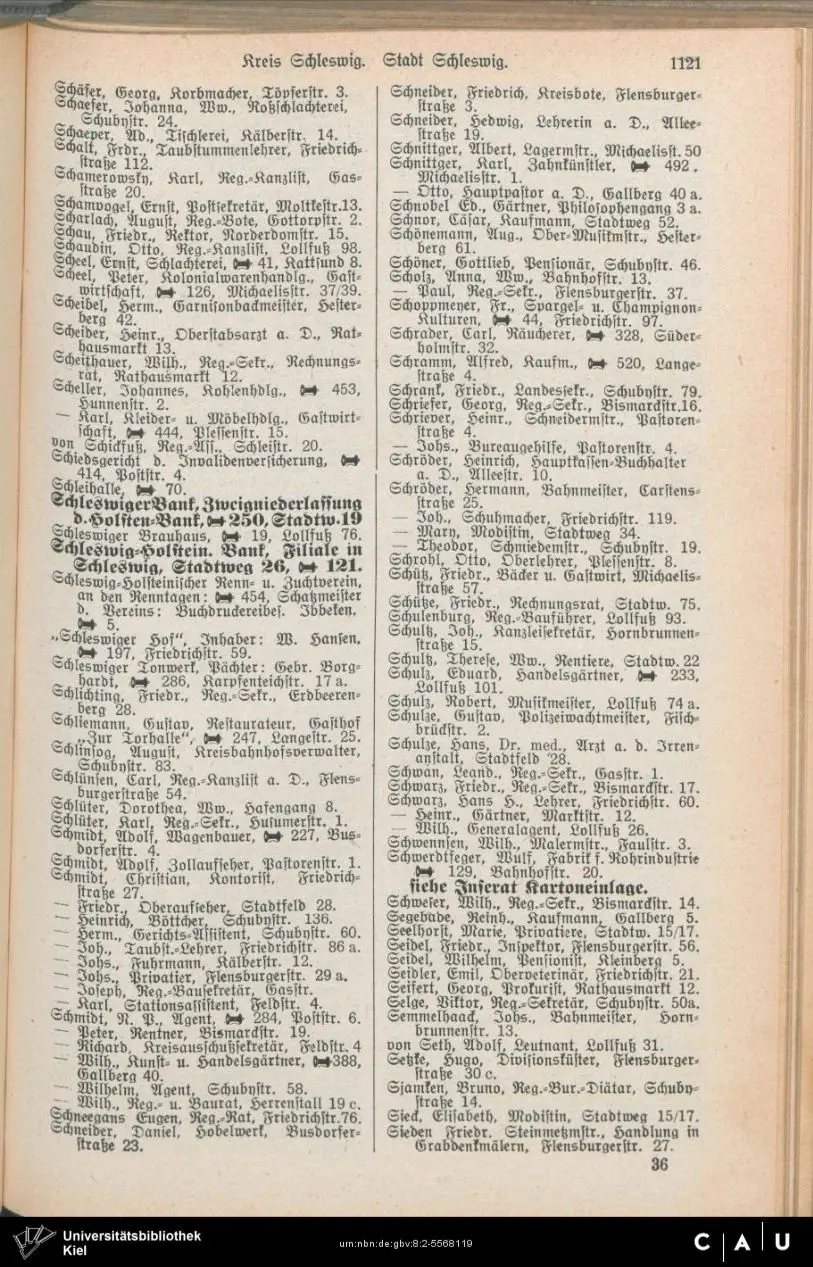 Kreis Schleswig. Stadt Schleswig. 1121
Schäfer, Georg, Korbmacher, Töpferstr. 3.
Schaefer, Johanna, Ww., Roßschlachterei,
Schubystr. 24.
Schaeper, Ad., Tischlerei, Kälberstr. 14.
Schalt, Frdr., Taubstummenlehrer, Friedrich-
straße 112.
Schamerowsky, Karl, Reg.-Kanzlist, Gas-
straße 20.
Schamvogel, Ernst, Postsekretär, Moltkestr.13.
Scharlach, August, Reg.-Bote, Gottorpstr. 2.
Schau, Friedr., Rektor, Norderdomstr. 15.
Schaudin, Otto, Reg.-Kanzlist, Lollfuß 98.
Scheel, Ernst, Schlachterei, 41, Kattsund 8.
Scheel, Peter, Kolonialwarenhandlg., Gast-
wirtschaft, 126, Michaelisstr. 37/39.
Scheibel, Herm., Garnisonbackmeister, Hester-
berg 42.
Scheider, Heinr., Oberstabsarzt a. D., Rat-
hausmarkt 13.
Scheithauer, Wilh., Reg.-Sekr., Rechnungs-
rat, Rathausmarkt 12.
Scheller, Johannes, Kohlenhdlg., 453,
Hunnenstr. 2.
— Karl, Kleider- u. Möbelhdlg., Gastwirt-
schaft, 444, Plessenstr. 15.
von Schickfuß, Reg.-Ass., Schleistr. 20.
Schiedsgericht d. Invalidenversicherung,
414, Poststr. 4.
Schleihalle, 70.
Schleswiger Bank, Zweigniederlassung
d. Holsten-Bank, 250, Stadtw. 19
Schleswiger Brauhaus, 19, Lollfuß 76.
Schleswig-Holstein. Bank, Filiale in
Schleswig, Stadtweg 26, 121.
Schleswig-Holsteinischer Renn- u. Zuchtverein,
an den Renntagen: 454, Schatzmeister
d. Vereins: Buchdruckereibes. Ibbeken,
5.
„Schleswiger Hof“, Inhaber: W. Hansen,
197, Friedrichstr. 59.
Schleswiger Tonwerk, Pächter: Gebr. Borg-
hardt, 286, Karpfenteichstr. 17a.
Schlichting, Friedr., Reg.-Sekr., Erdbeeren-
berg 28.
Schliemann, Gustav, Restaurateur, Gasthof
„Zur Torhalle“, 247, Langestr. 25.
Schlinsog, August, Kreisbahnhofsverwalter,
Schubystr. 83.
Schlünsen, Carl, Reg.-Kanzlist a. D., Flens-
burgerstraße 54.
Schlüter, Dorothea, Ww., Hafengang 8.
Schlüter, Karl, Reg.-Sekr., Husumerstr. 1.
Schmidt, Adolf, Wagenbauer, 227, Bus-
dorferstr. 4.
Schmidt, Adolf, Zollaufseher, Pastorenstr. 1.
Schmidt, Christian, Kontorist, Friedrich-
straße 27.
— Friedr., Oberaufseher, Stadtfeld 28.
— Heinrich, Böttcher, Schubystr. 136.
— Herm., Gerichts-Assistent, Schubystr. 60.
— Joh., Taubst.-Lehrer, Friedrichstr. 86a.
— Johs., Fuhrmann, Kälberstr. 12.
— Johs., Privatier, Flensburgerstr. 29a.
— Joseph, Reg.-Bausekretär, Gasstr.
— Karl, Stationsassistent, Feldstr. 4.
Schmidt, N. P., Agent, 284, Poststr. 6.
— Peter, Rentner, Bismarckstr. 19.
— Richard, Kreisausschußsekretär, Feldstr. 4
— Wilh., Kunst- u. Handelsgärtner, 388,
Gallberg 40.
— Wilhelm, Agent, Schubystr. 58.
— Wilh., Reg.- u. Baurat, Herrenstall 19c.
Schneegans Eugen, Reg.-Rat, Friedrichstr.76.
Schneider, Daniel, Hobelwerk, Busdorfer-
straße 23.
Schneider, Friedrich, Kreisbote, Flensburger-
straße 3.
Schneider, Hedwig, Lehrerin a. D., Allee-
straße 19.
Schnittger, Albert, Lagermstr., Michaelisst. 50
Schnittger, Karl, Zahnkünstler, 492,
Michaelisstr. 1.
— Otto, Hauptpastor a. D., Gallberg 40a.
Schnobel Ed., Gärtner, Philosophengang 3a.
Schnor, Cäsar, Kaufmann, Stadtweg 52.
Schönemann, Aug., Ober-Musikmstr., Hester-
berg 61.
Schöner, Gottlieb, Pensionär, Schubystr. 46.
Scholz, Anna, Ww., Bahnhofstr. 13.
— Paul, Reg.-Sekr., Flensburgerstr. 37.
Schoppmeyer, Fr., Spargel- u. Champignon-
Kulturen, 44, Friedrichstr. 97.
Schrader, Carl, Räucherer, 328, Süder-
holmstr. 32.
Schramm, Alfred, Kaufm., 520, Lange-
straße 4.
Schrank, Friedr., Landessekr., Schubystr. 79.
Schriefer, Georg, Reg.-Sekr., Bismarckstr.16.
Schriever, Heinr., Schneidermstr., Pastoren-
straße 4.
— Johs., Bureaugehilfe, Pastorenstr. 4.
Schröder, Heinrich, Hauptkassen-Buchhalter
a. D., Alleestr. 10.
Schröder, Hermann, Bahnmeister, Carstens-
straße 25.
— Joh., Schuhmacher, Friedrichstr. 119.
— Mary, Modistin, Stadtweg 34.
— Theodor, Schmiedemstr., Schubystr. 19.
Schrohl, Otto, Oberlehrer, Plessenstr. 8.
Schütz, Friedr., Bäcker u. Gastwirt, Michaelis-
straße 57.
Schütze, Friedr., Rechnungsrat, Stadtw. 75.
Schulenburg, Reg.-Bauführer, Lollfuß 93.
Schultz, Joh., Kanzleisekretär, Hornbrunnen-
straße 15.
Schultz, Therese, Ww., Rentiere, Stadtw. 22
Schulz, Eduard, Handelsgärtner, 233,
Lollfuß 101.
Schulz, Robert, Musikmeister, Lollfuß 74a.
Schulze, Gustav, Polizeiwachtmeister, Fisch-
brückstr. 2.
Schulze, Hans, Dr. med., Arzt a. d. Irren-
anstalt, Stadtfeld 28.
Schwan, Leand., Reg.-Sekr., Gasstr. 1.
Schwarz, Friedr., Reg.-Sekr., Bismarckstr. 17.
Schwarz, Hans H., Lehrer, Friedrichstr. 60.
— Heinr., Gärtner, Marktstr. 12.
— Wilh., Generalagent, Lollfuß 26.
Schwennsen, Wilh., Malermstr., Faulstr. 3.
Schwerdtfeger, Wulf, Fabrik f. Rohrindustrie
129, Bahnhofstr. 20.
siehe Inserat Kartoneinlage.
Schweser, Wilh., Reg.-Sekr., Bismarckstr. 14.
Segebade, Reinh., Kaufmann, Gallberg 5.
Seelhorst, Marie, Privatiere, Stadtw. 15/17.
Seidel, Friedr., Inspektor, Flensburgerstr. 56.
Seidel, Wilhelm, Pensionist, Kleinberg 5.
Seidler, Emil, Oberveterinär, Friedrichstr. 21.
Seifert, Georg, Prokurist, Rathausmarkt 12.
Selge, Viktor, Reg.-Sekretär, Schubystr. 50a.
Semmelhaack, Johs., Bahnmeister, Horn-
brunnenstr. 13.
von Seth, Adolf, Leutnant, Lollfuß 31.
Setzke, Hugo, Divisionsküster, Flensburger-
straße 30c.
Sjamken, Bruno, Reg.-Bur.-Diätar, Schuby-
straße 14.
Sieck, Elisabeth, Modistin, Stadtweg 15/17.
Sieden Friedr. Steinmetzmstr., Handlung in
Grabdenkmälern, Flensburgerstr. 27.
36
Universitätsbibliothek
Kiel
urn:nbn:de:gbv:8:2-5568119
C | A | U